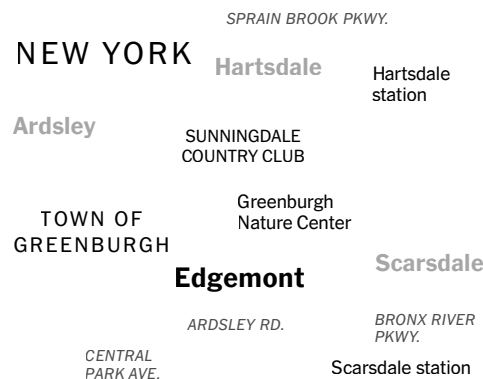 SPRAIN BROOK PKWY.
NEW YORK
Hartsdale
Hartsdale
station
Ardsley
SUNNINGDALE
COUNTRY CLUB
Greenburgh
Nature Center
TOWN OF
GREENBURGH
Edgemont
Scarsdale
ARDSLEY RD.
BRONX RIVER
PKWY.
CENTRAL
PARK AVE.
Scarsdale station